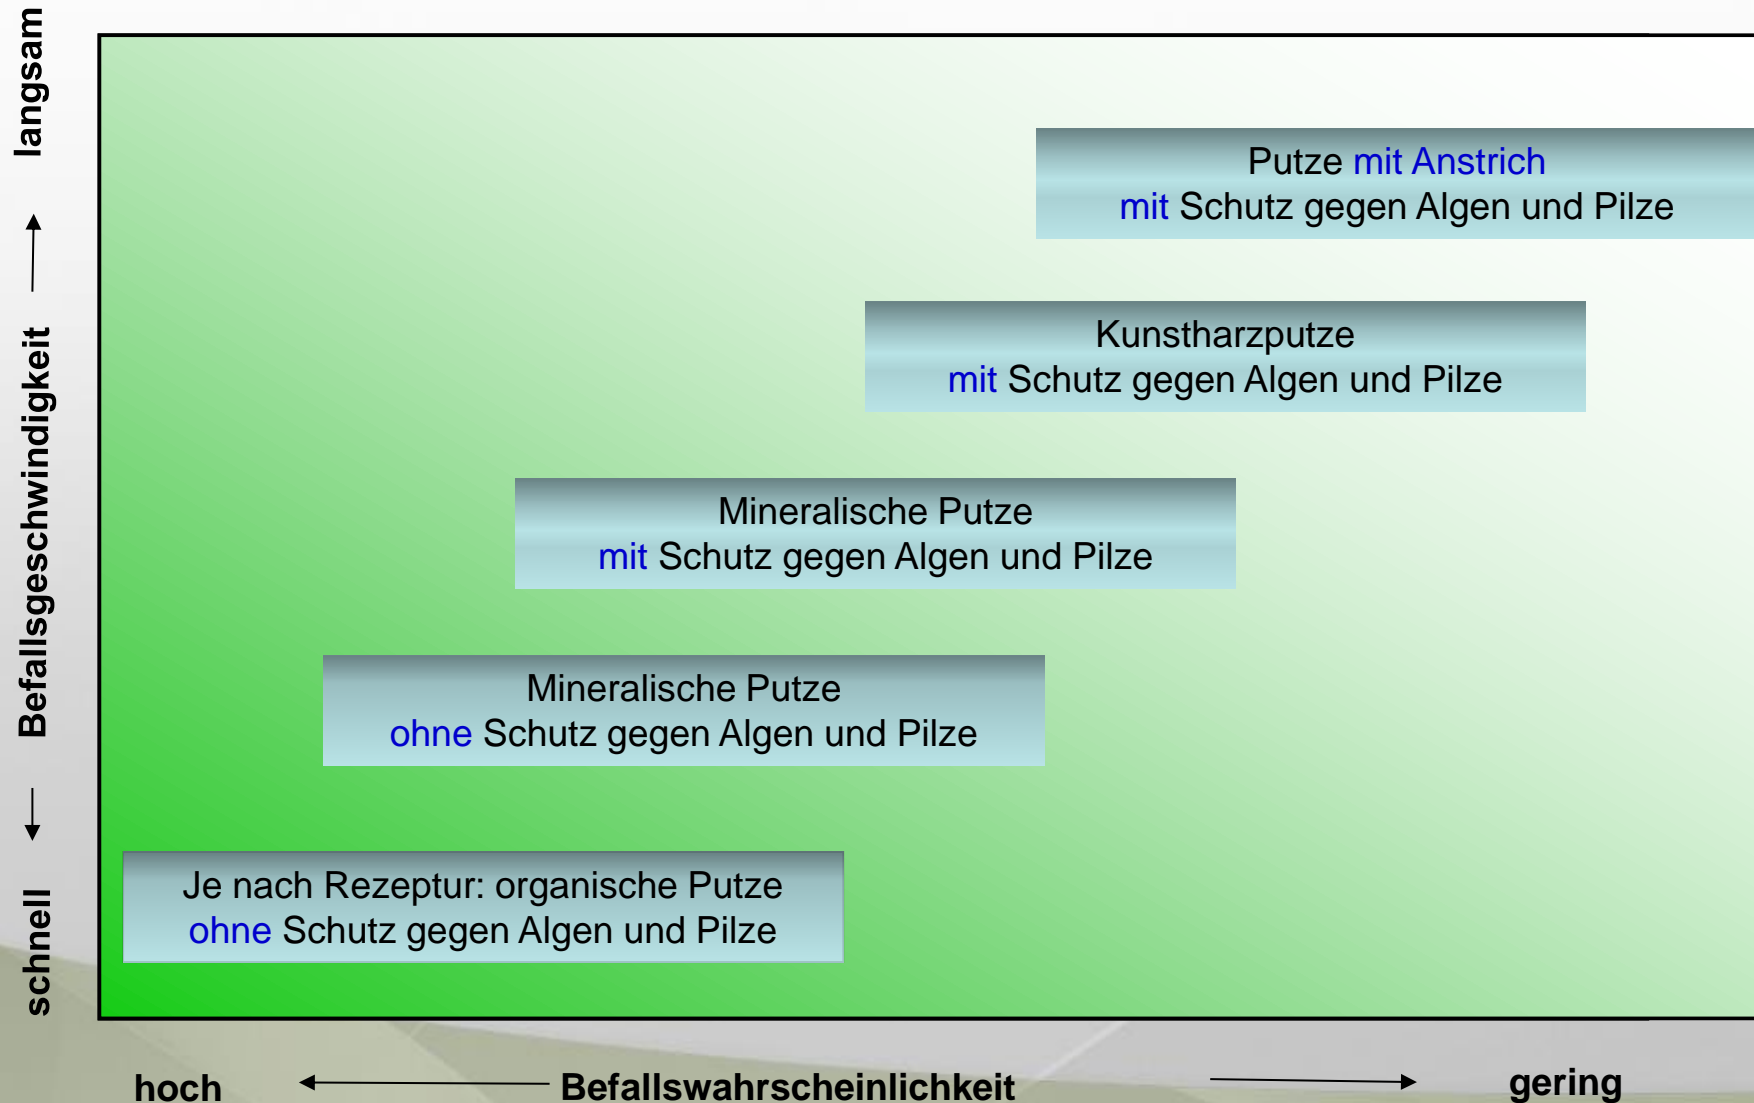 langsam
Befallsgeschwindigkeit
schnell
Putze mit Anstrich
mit Schutz gegen Algen und Pilze
Kunstharzputze
mit Schutz gegen Algen und Pilze
Mineralische Putze
mit Schutz gegen Algen und Pilze
Mineralische Putze
ohne Schutz gegen Algen und Pilze
Je nach Rezeptur: organische Putze
ohne Schutz gegen Algen und Pilze
hoch
Befallswahrscheinlichkeit
gering